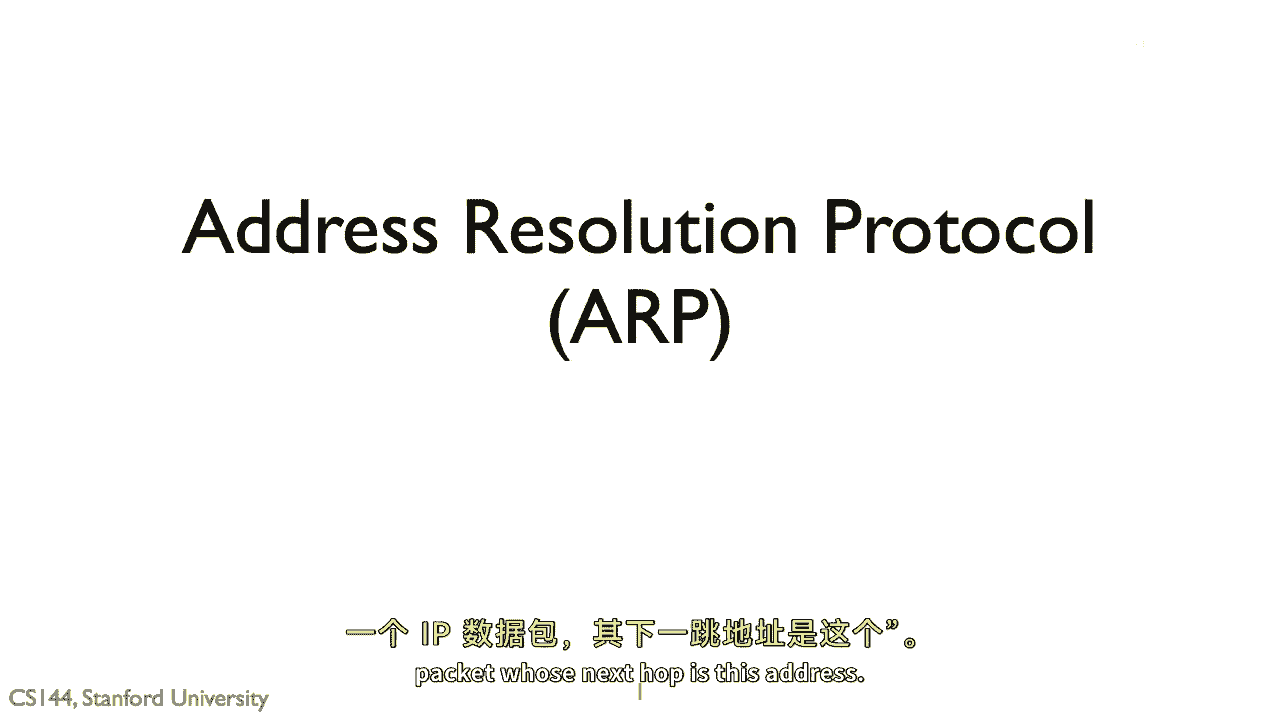 Address Resolution Protocol
(ARP)
一个 IP 数据包，其下一跳地址是这个”。
packet whose next hop is this address.
CS144, Stanford University
1